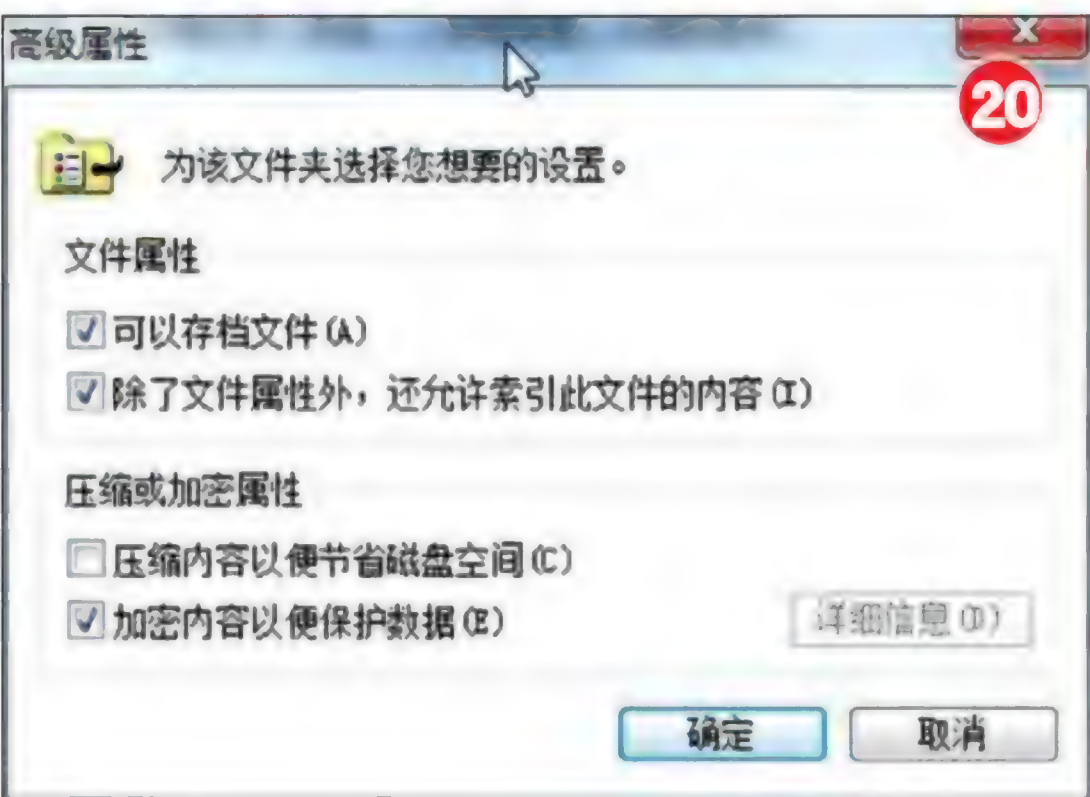 高级属性
20
为该文件夹选择您想要的设置。
文件属性
可以存档文件(A)
除了文件属性外，还允许索引此文件的内容(I)
压缩或加密属性
压缩内容以便节省磁盘空间(C)
加密内容以便保护数据(E)
详细信息(D)
确定
取消